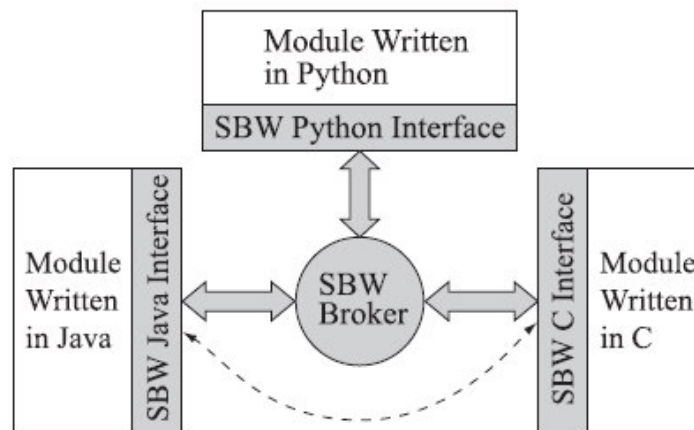 Module Written
in Python
SBW Python Interface
Module
Written
in Java
SBW Java Interface
SBW
Broker
SBW C Interface
Module
Written
in C